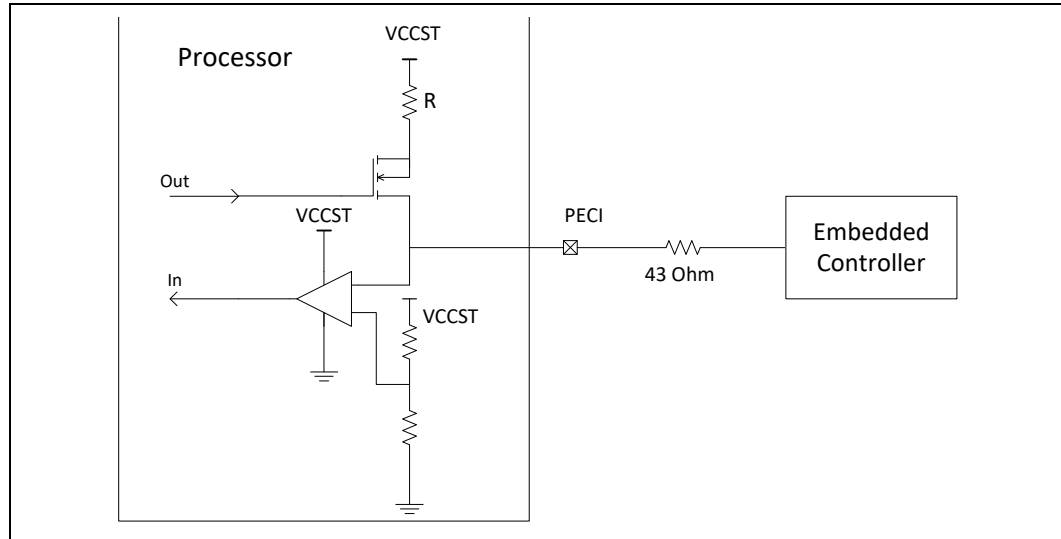 VCCST
Processor
R
Out
VCCST
PECI
Embedded
Controller
43 Ohm
In
VCCST